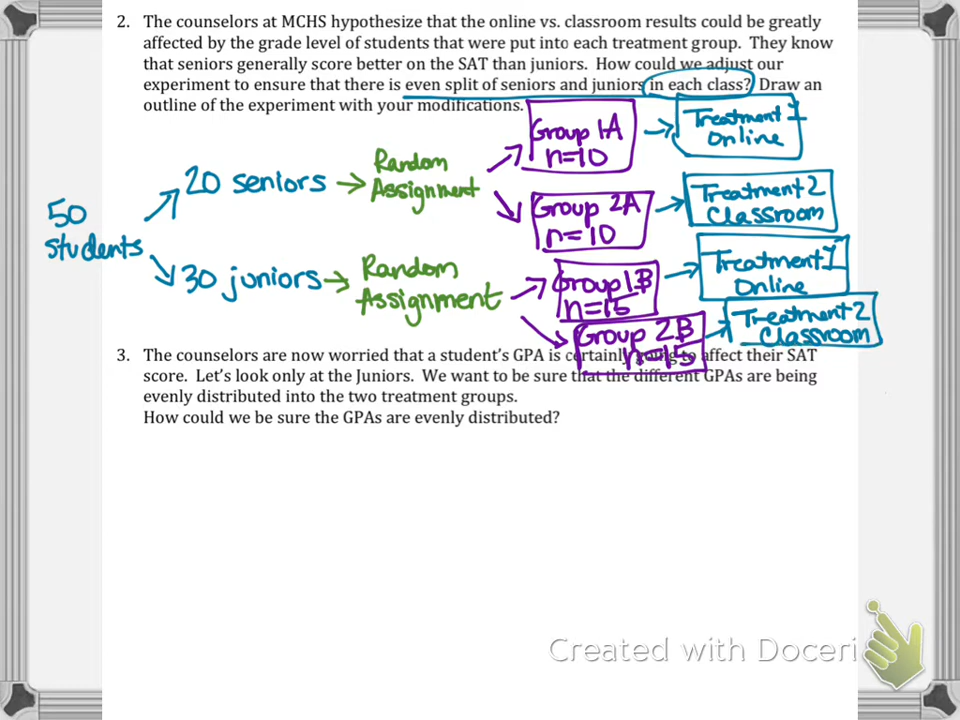 2. The counselors at MCHS hypothesize that the online vs. classroom results could be greatly
affected by the grade level of students that were put into each treatment group. They know
that seniors generally score better on the SAT than juniors. How could we adjust our
experiment to ensure that there is even split of seniors and juniors in each class? Draw an
outline of the experiment with your modifications.
50
students
20 seniors
Random
Assignment
Group 1A
n=10
Treatment 1
Online
Group 2A
n=10
Treatment 2
Classroom
30 juniors
Random
Assignment
Group 1B
n=15
Treatment 1
Online
Group 2B
n=15
Treatment 2
Classroom
3. The counselors are now worried that a student's GPA is certainly going to affect their SAT
score. Let's look only at the Juniors. We want to be sure that the different GPAs are being
evenly distributed into the two treatment groups.
How could we be sure the GPAs are evenly distributed?
Created with Doceri